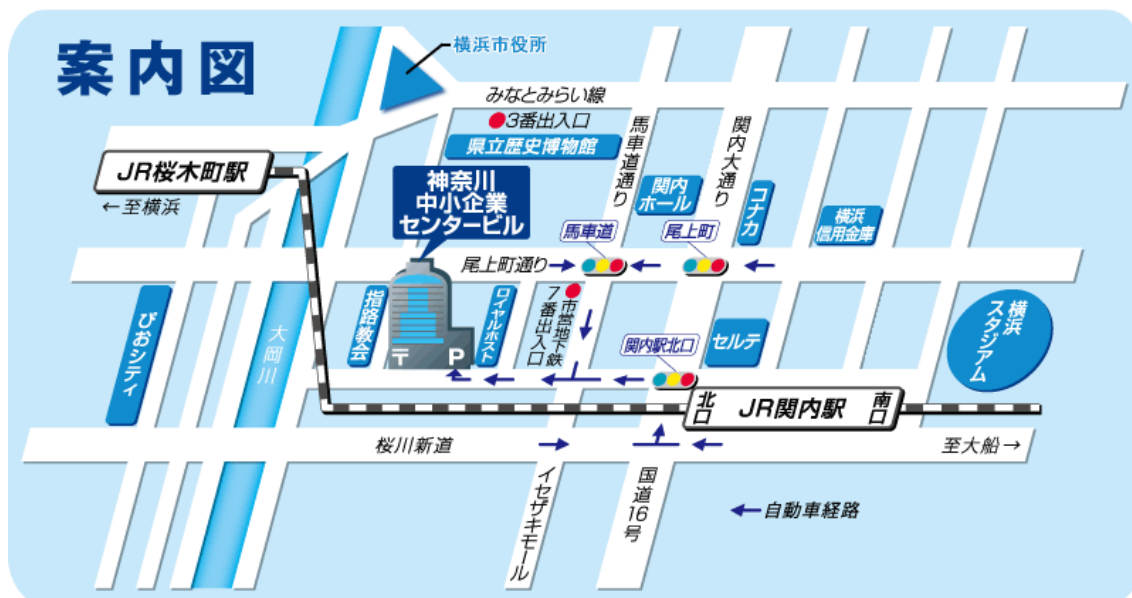 案内図
横浜市役所
みなとみらい線
3番出入口
県立歴史博物館
馬車道通り
関内大通り
JR桜木町駅
←至横浜
神奈川
中小企業
センタービル
関内
ホール
コナカ
横浜
信用金庫
馬車道
尾上町
尾上町通り
ぴおシティ
大岡川
指路教会
〒
P
ロイヤルホスト
市営地下鉄
7番出入口
関内駅北口
セルテ
横浜
スタジアム
北口
JR関内駅
南口
桜川新道
至大船→
イセザキモール
国道16号
自動車経路